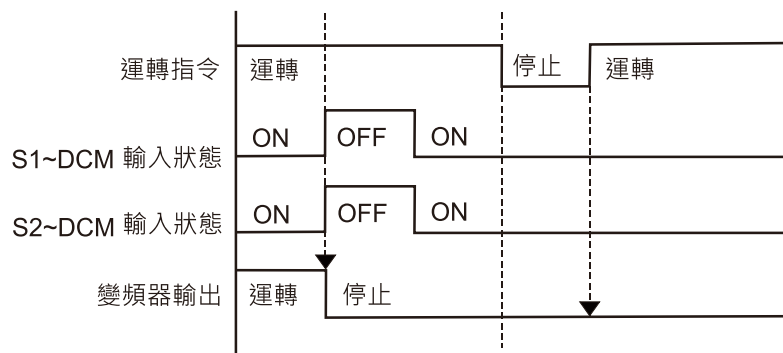 運轉指令 運轉 停止 運轉
S1~DCM 輸入狀態 ON OFF ON
S2~DCM 輸入狀態 ON OFF ON
變頻器輸出 運轉 停止